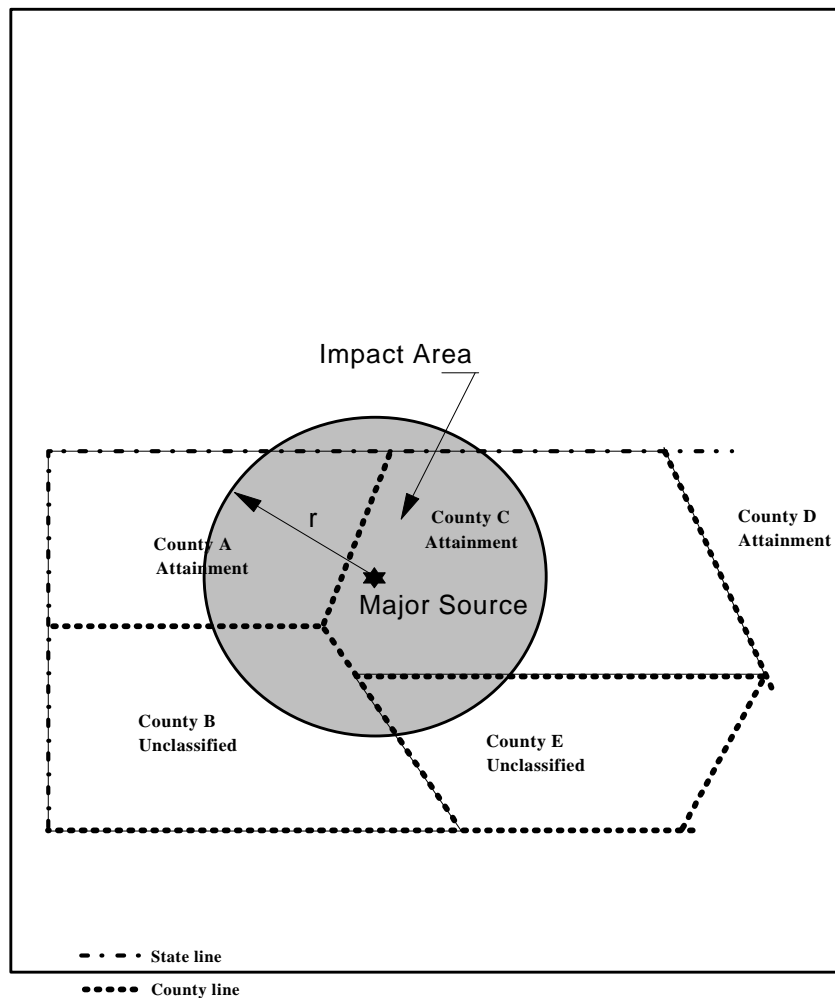 Impact Area
r
County A
Attainment
County C
Attainment
County D
Attainment
Major Source
County B
Unclassified
County E
Unclassified
State line
County line